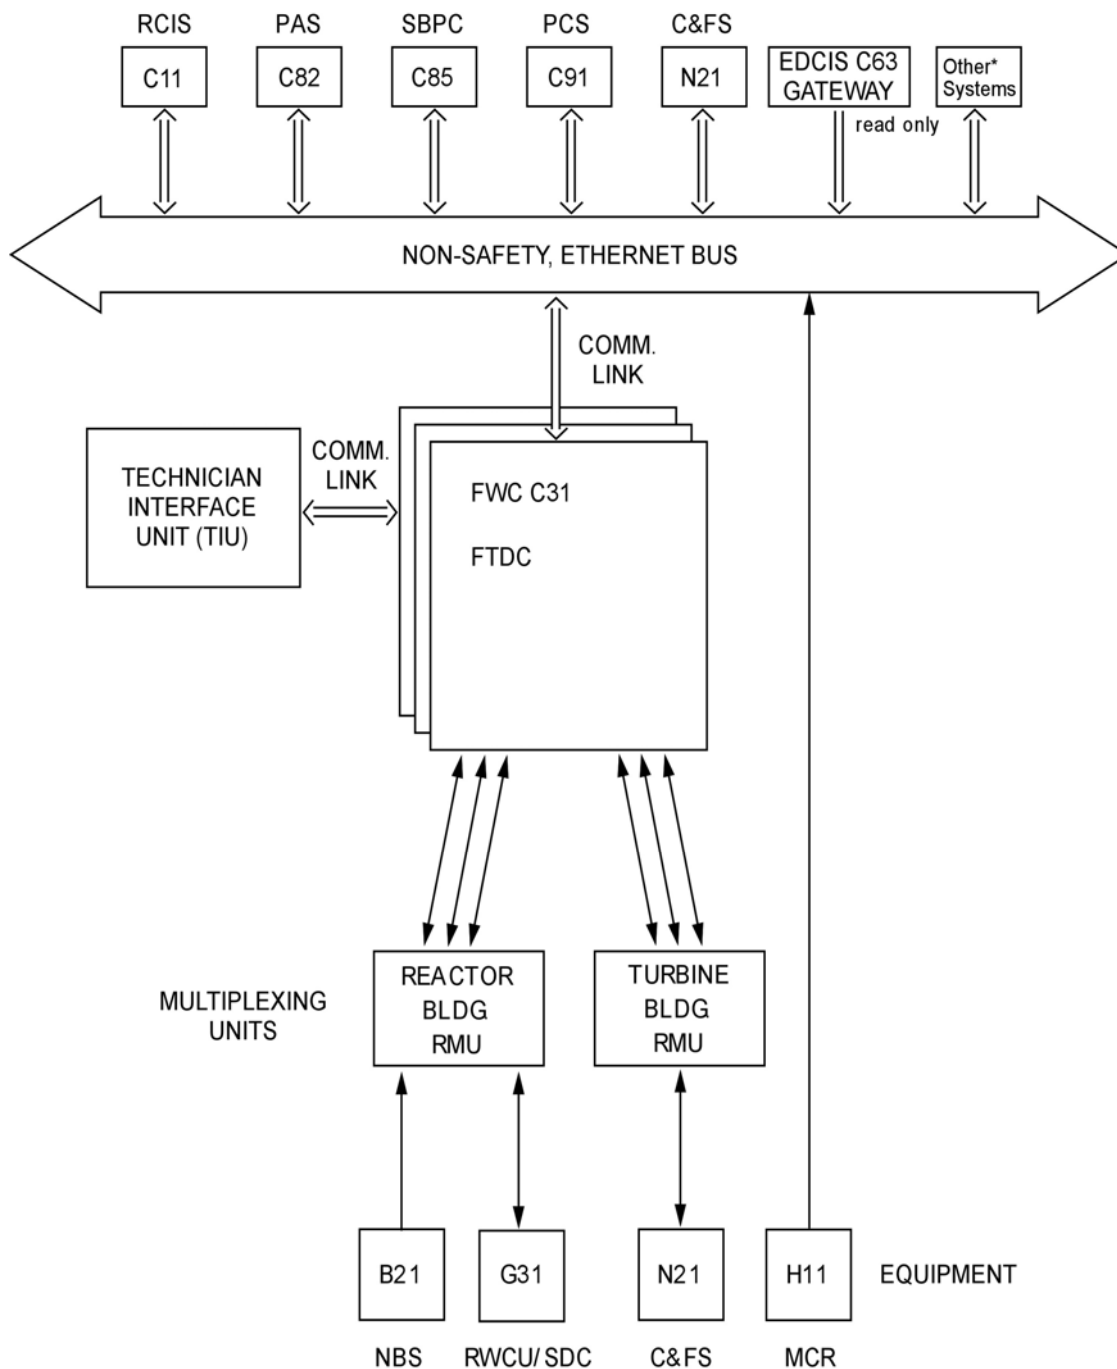 RCIS
PAS
SBPC
PCS
C&FS
C11
C82
C85
C91
N21
EDCIS C63
GATEWAY
Other*
Systems
read only
NON-SAFETY, ETHERNET BUS
COMM.
LINK
TECHNICIAN
INTERFACE
UNIT (TIU)
COMM.
LINK
FWC C31
FTDC
MULTIPLEXING
UNITS
REACTOR
BLDG
RMU
TURBINE
BLDG
RMU
B21
G31
N21
H11
EQUIPMENT
NBS
RWCU/ SDC
C&FS
MCR